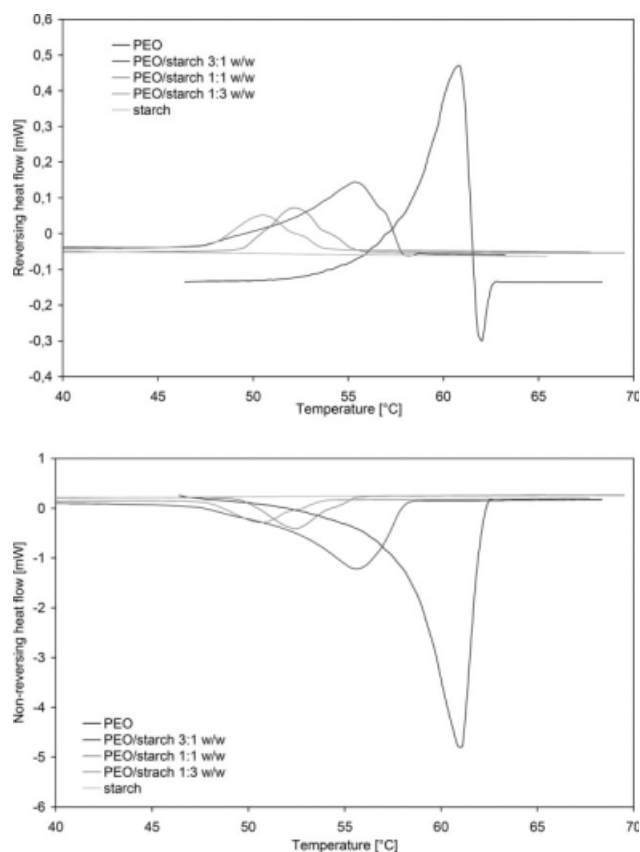 0,6
0,5
0,4
0,3
0,2
0,1
0
-0,1
-0,2
-0,3
0,4
Reversing heat flow [mW]
PEO
PEO/starch 3:1 w/w
PEO/starch 1:1 w/w
PEO/starch 1:3 w/w
starch
40 45 50 55 60 65 70
Temperature [°C]
1
0
-1
-2
-3
-4
-5
-6
Non-reversing heat flow [mW]
PEO
PEO/starch 3:1 w/w
PEO/starch 1:1 w/w
PEO/strach 1:3 w/w
starch
40 45 50 55 60 65 70
Temperature [°C]